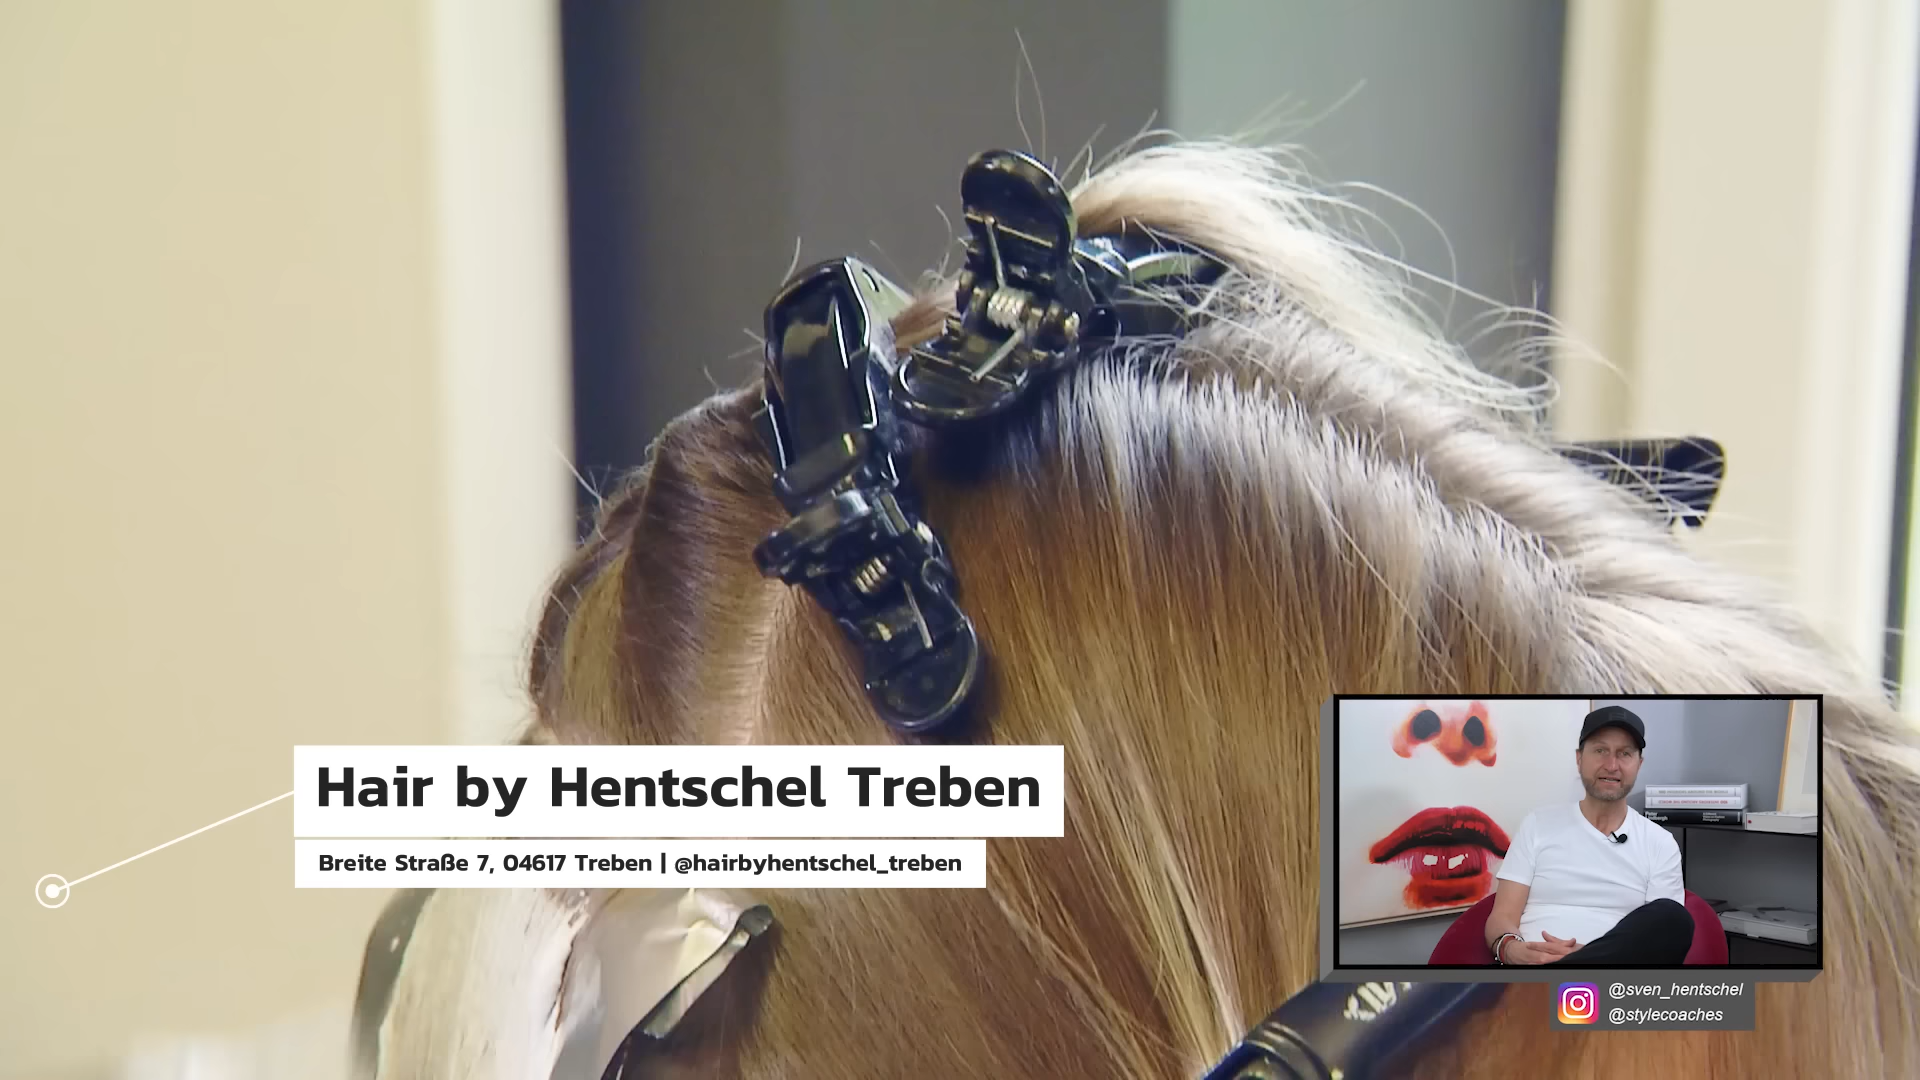 Hair by Hentschel Treben
Breite Straße 7, 04617 Treben | @hairbyhentschel_treben
@sven_hentschel
@stylecoaches